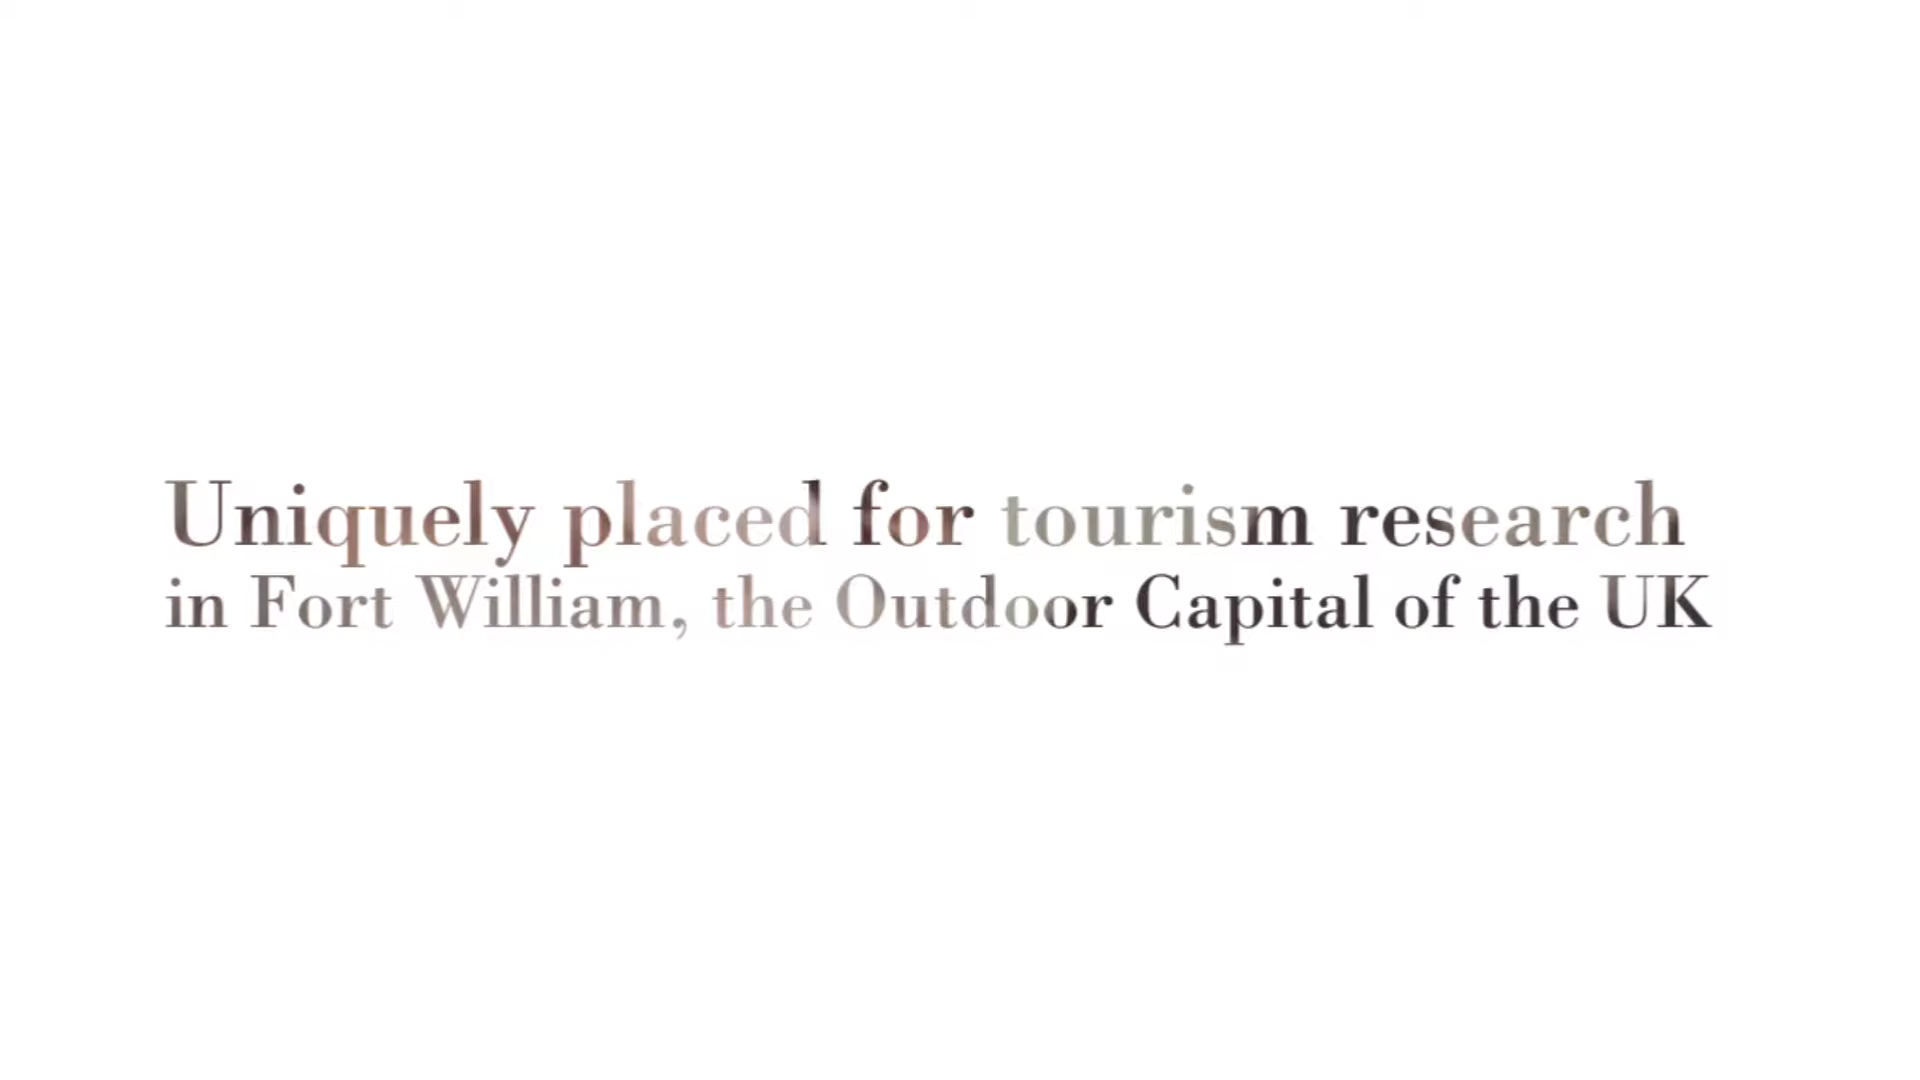 Uniquely placed for tourism research
in Fort William, the Outdoor Capital of the UK